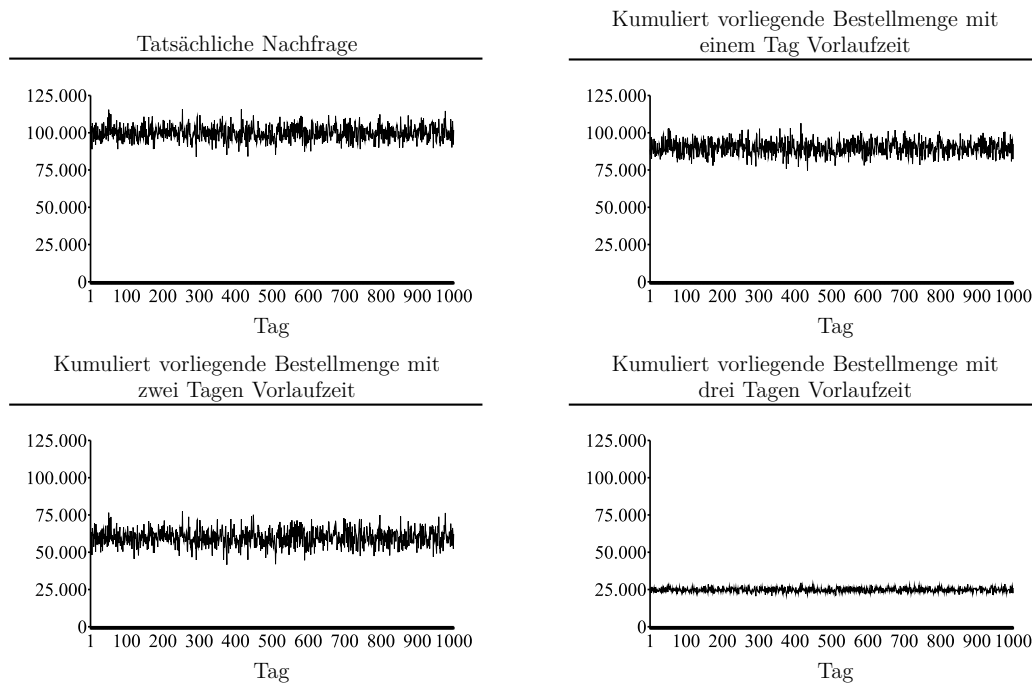 Tatsächliche Nachfrage
125.000
100.000
75.000
50.000
25.000
0
1 100 200 300 400 500 600 700 800 900 1000
Tag
Kumuliert vorliegende Bestellmenge mit
einem Tag Vorlaufzeit
125.000
100.000
75.000
50.000
25.000
0
1 100 200 300 400 500 600 700 800 900 1000
Tag
Kumuliert vorliegende Bestellmenge mit
zwei Tagen Vorlaufzeit
125.000
100.000
75.000
50.000
25.000
0
1 100 200 300 400 500 600 700 800 900 1000
Tag
Kumuliert vorliegende Bestellmenge mit
drei Tagen Vorlaufzeit
125.000
100.000
75.000
50.000
25.000
0
1 100 200 300 400 500 600 700 800 900 1000
Tag